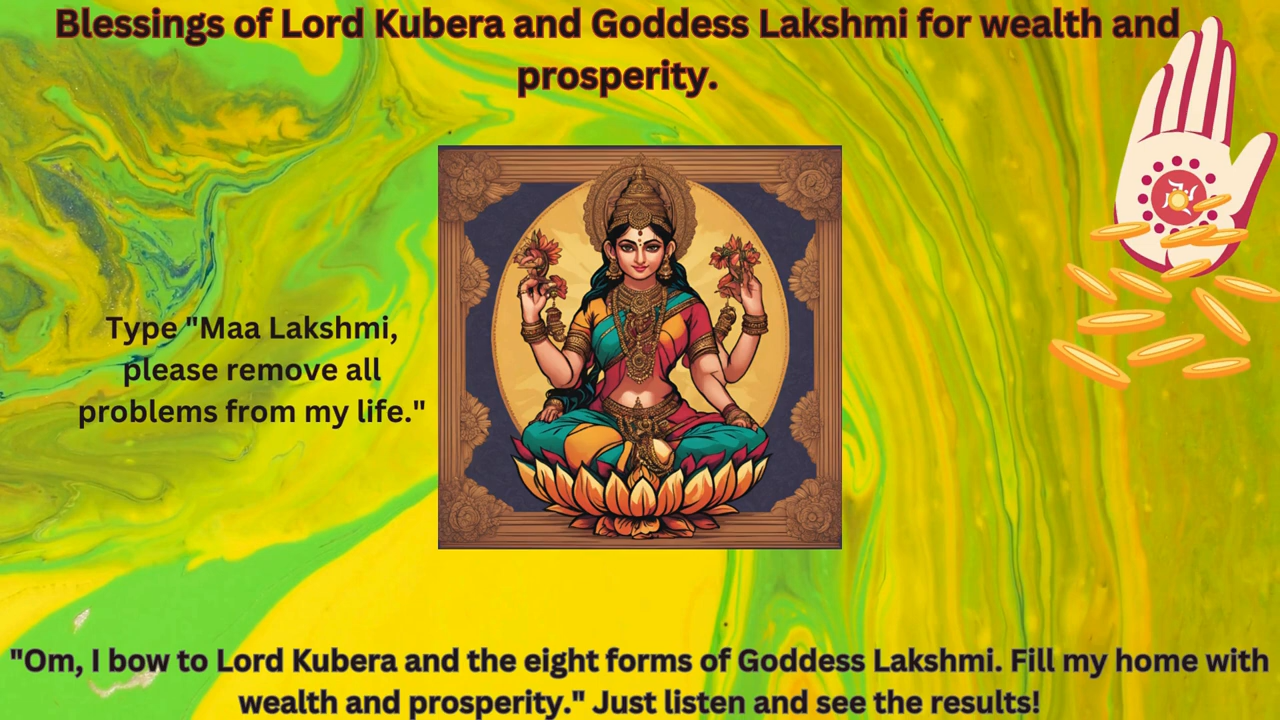 Blessings of Lord Kubera and Goddess Lakshmi for wealth and
prosperity.
Type "Maa Lakshmi,
please remove all
problems from my life."
"Om, I bow to Lord Kubera and the eight forms of Goddess Lakshmi. Fill my home with
wealth and prosperity." Just listen and see the results!